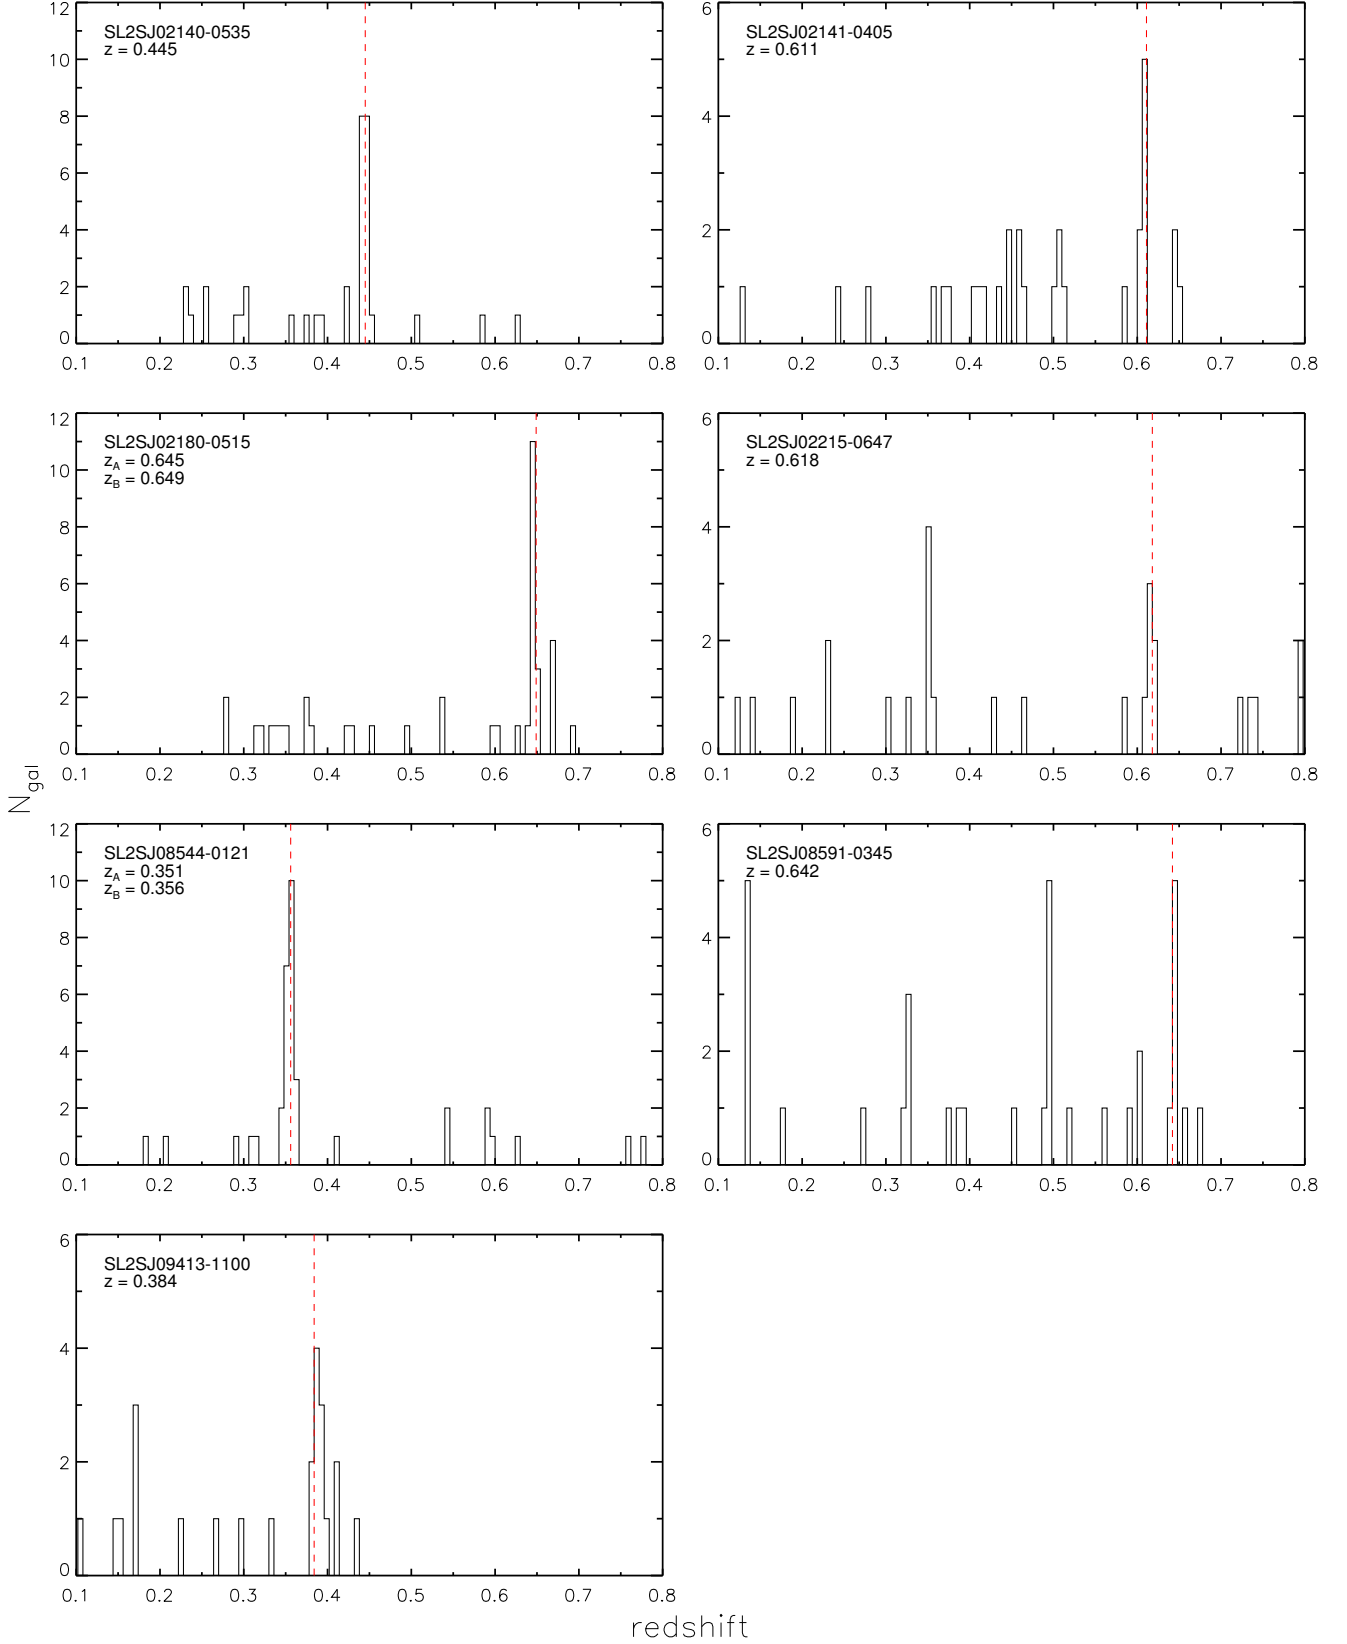 SL2SJ02140-0535
z = 0.445
12
10
8
6
4
2
0
0.1 0.2 0.3 0.4 0.5 0.6 0.7 0.8
SL2SJ02141-0405
z = 0.611
6
4
2
0
0.1 0.2 0.3 0.4 0.5 0.6 0.7 0.8
SL2SJ02180-0515
zA = 0.645
zB = 0.649
12
10
8
6
4
2
0
0.1 0.2 0.3 0.4 0.5 0.6 0.7 0.8
SL2SJ02215-0647
z = 0.618
6
4
2
0
0.1 0.2 0.3 0.4 0.5 0.6 0.7 0.8
Ngal
SL2SJ08544-0121
zA = 0.351
zB = 0.356
12
10
8
6
4
2
0
0.1 0.2 0.3 0.4 0.5 0.6 0.7 0.8
SL2SJ08591-0345
z = 0.642
6
4
2
0
0.1 0.2 0.3 0.4 0.5 0.6 0.7 0.8
SL2SJ09413-1100
z = 0.384
6
4
2
0
0.1 0.2 0.3 0.4 0.5 0.6 0.7 0.8
redshift